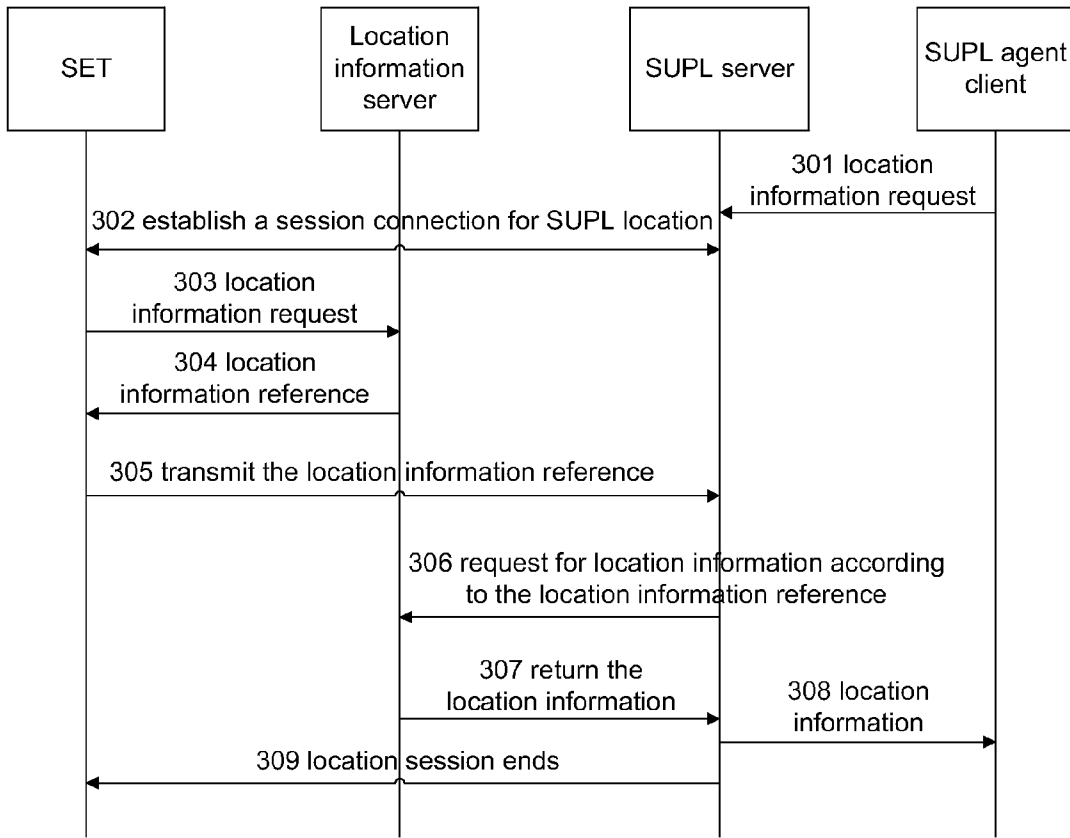 SET
Location
information
server
SUPL server
SUPL agent
client
301 location
information request
302 establish a session connection for SUPL location
303 location
information request
304 location
information reference
305 transmit the location information reference
306 request for location information according
to the location information reference
307 return the
location information
308 location
information
309 location session ends